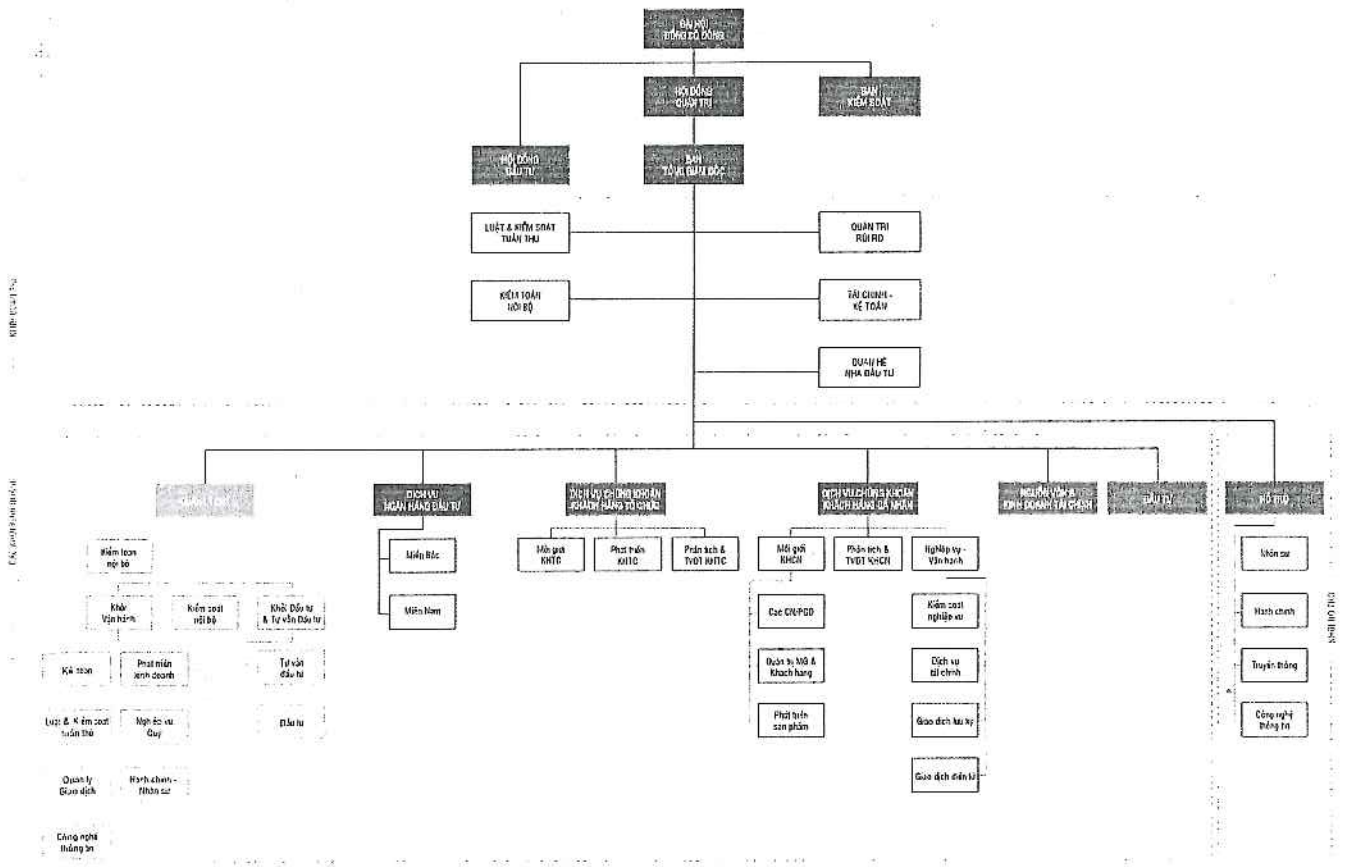 ĐẠI HỘI
ĐỒNG CỔ ĐÔNG
HỘI ĐỒNG
QUẢN TRỊ
BAN
KIỂM SOÁT
HỘI ĐỒNG
ĐẦU TƯ
BAN
TỔNG GIÁM ĐỐC
LUẬT & KIỂM SOÁT
TUÂN THỦ
QUẢN TRỊ
RỦI RO
KIỂM TOÁN
NỘI BỘ
TÀI CHÍNH -
KẾ TOÁN
QUAN HỆ
NHÀ ĐẦU TƯ
DỊCH VỤ
NGÂN HÀNG ĐẦU TƯ
DỊCH VỤ CHỨNG KHOÁN
KHÁCH HÀNG TỔ CHỨC
DỊCH VỤ CHỨNG KHOÁN
KHÁCH HÀNG CÁ NHÂN
NGUỒN VỐN &
KINH DOANH TÀI CHÍNH
ĐẦU TƯ
HỖ TRỢ
Kiểm toán
nội bộ
Miền Bắc
Môi giới
KHTC
Phát triển
KHTC
Phân tích &
TVĐT KHTC
Môi giới
KHCN
Phân tích &
TVĐT KHCN
Nghiệp vụ -
Vận hành
Nhân sự
Khối
Vận hành
Kiểm soát
nội bộ
Khối Đầu tư
& Tư vấn Đầu tư
Miền Nam
Các CN/PGD
Kiểm soát
nghiệp vụ
Hành chính
Kế toán
Phát triển
kinh doanh
Tư vấn
đầu tư
Quản trị MG &
Khách hàng
Dịch vụ
tài chính
Truyền thông
Luật & Kiểm soát
tuân thủ
Nghiệp vụ
Quỹ
Đầu tư
Phát triển
sản phẩm
Giao dịch lưu ký
Công nghệ
thông tin
Quản lý
Giao dịch
Hành chính -
Nhân sự
Giao dịch điện tử
Công nghệ
thông tin